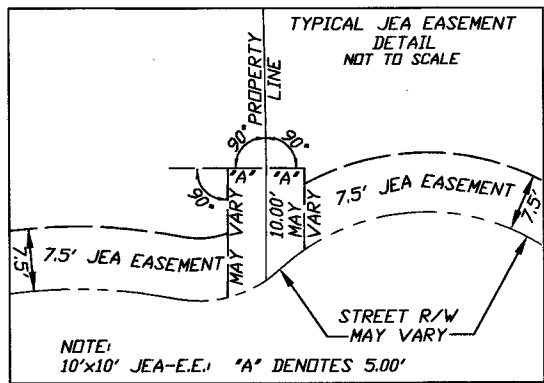 TYPICAL JEA EASEMENT
DETAIL
NOT TO SCALE
PROPERTY
LINE
90°
90°
"A"
"A"
90°
MAY VARY
10.00'
MAY VARY
7.5' JEA EASEMENT
7.5'
7.5'
7.5' JEA EASEMENT
STREET R/W
MAY VARY
NOTE:
10'x10' JEA-E.E.: "A" DENOTES 5.00'